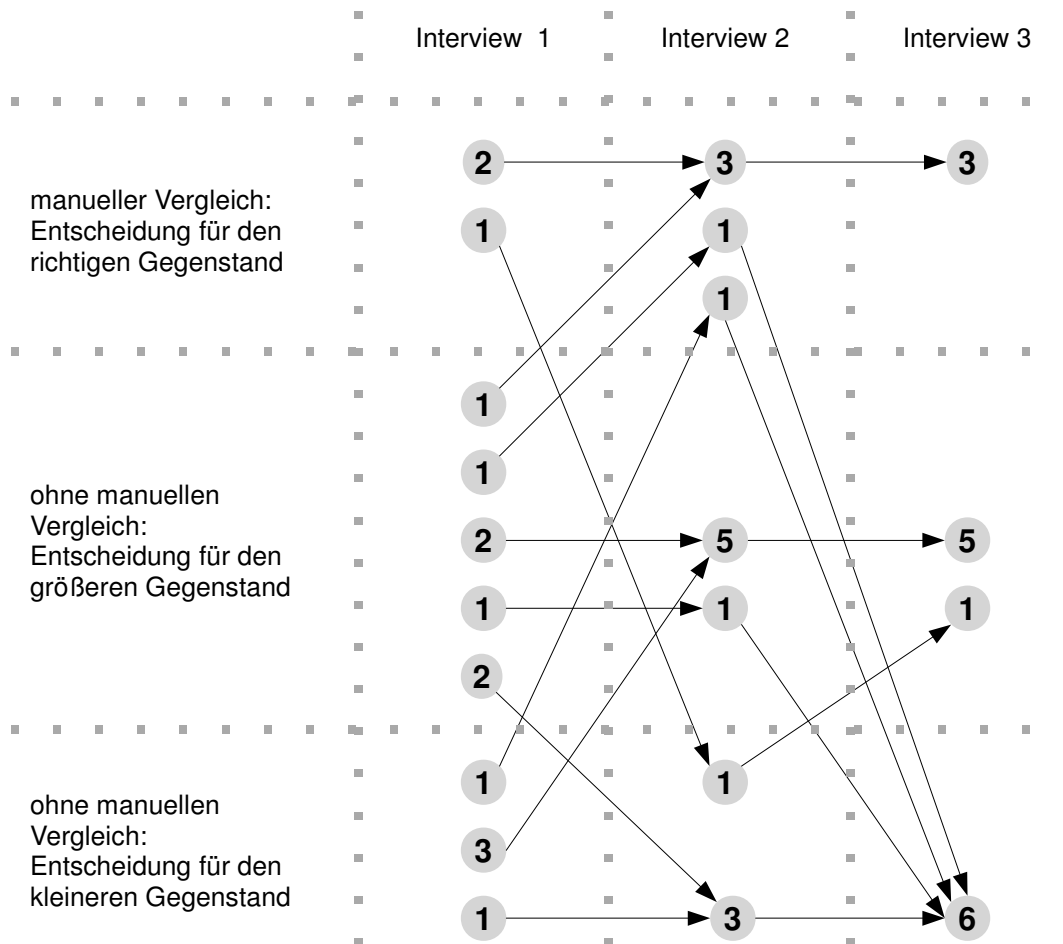 Interview 1 Interview 2 Interview 3
manueller Vergleich:
Entscheidung für den
richtigen Gegenstand
2 3 3
1 1
1
ohne manuellen
Vergleich:
Entscheidung für den
größeren Gegenstand
1
1
2 5 5
1 1 1
2
ohne manuellen
Vergleich:
Entscheidung für den
kleineren Gegenstand
1 1
3
1 3 6